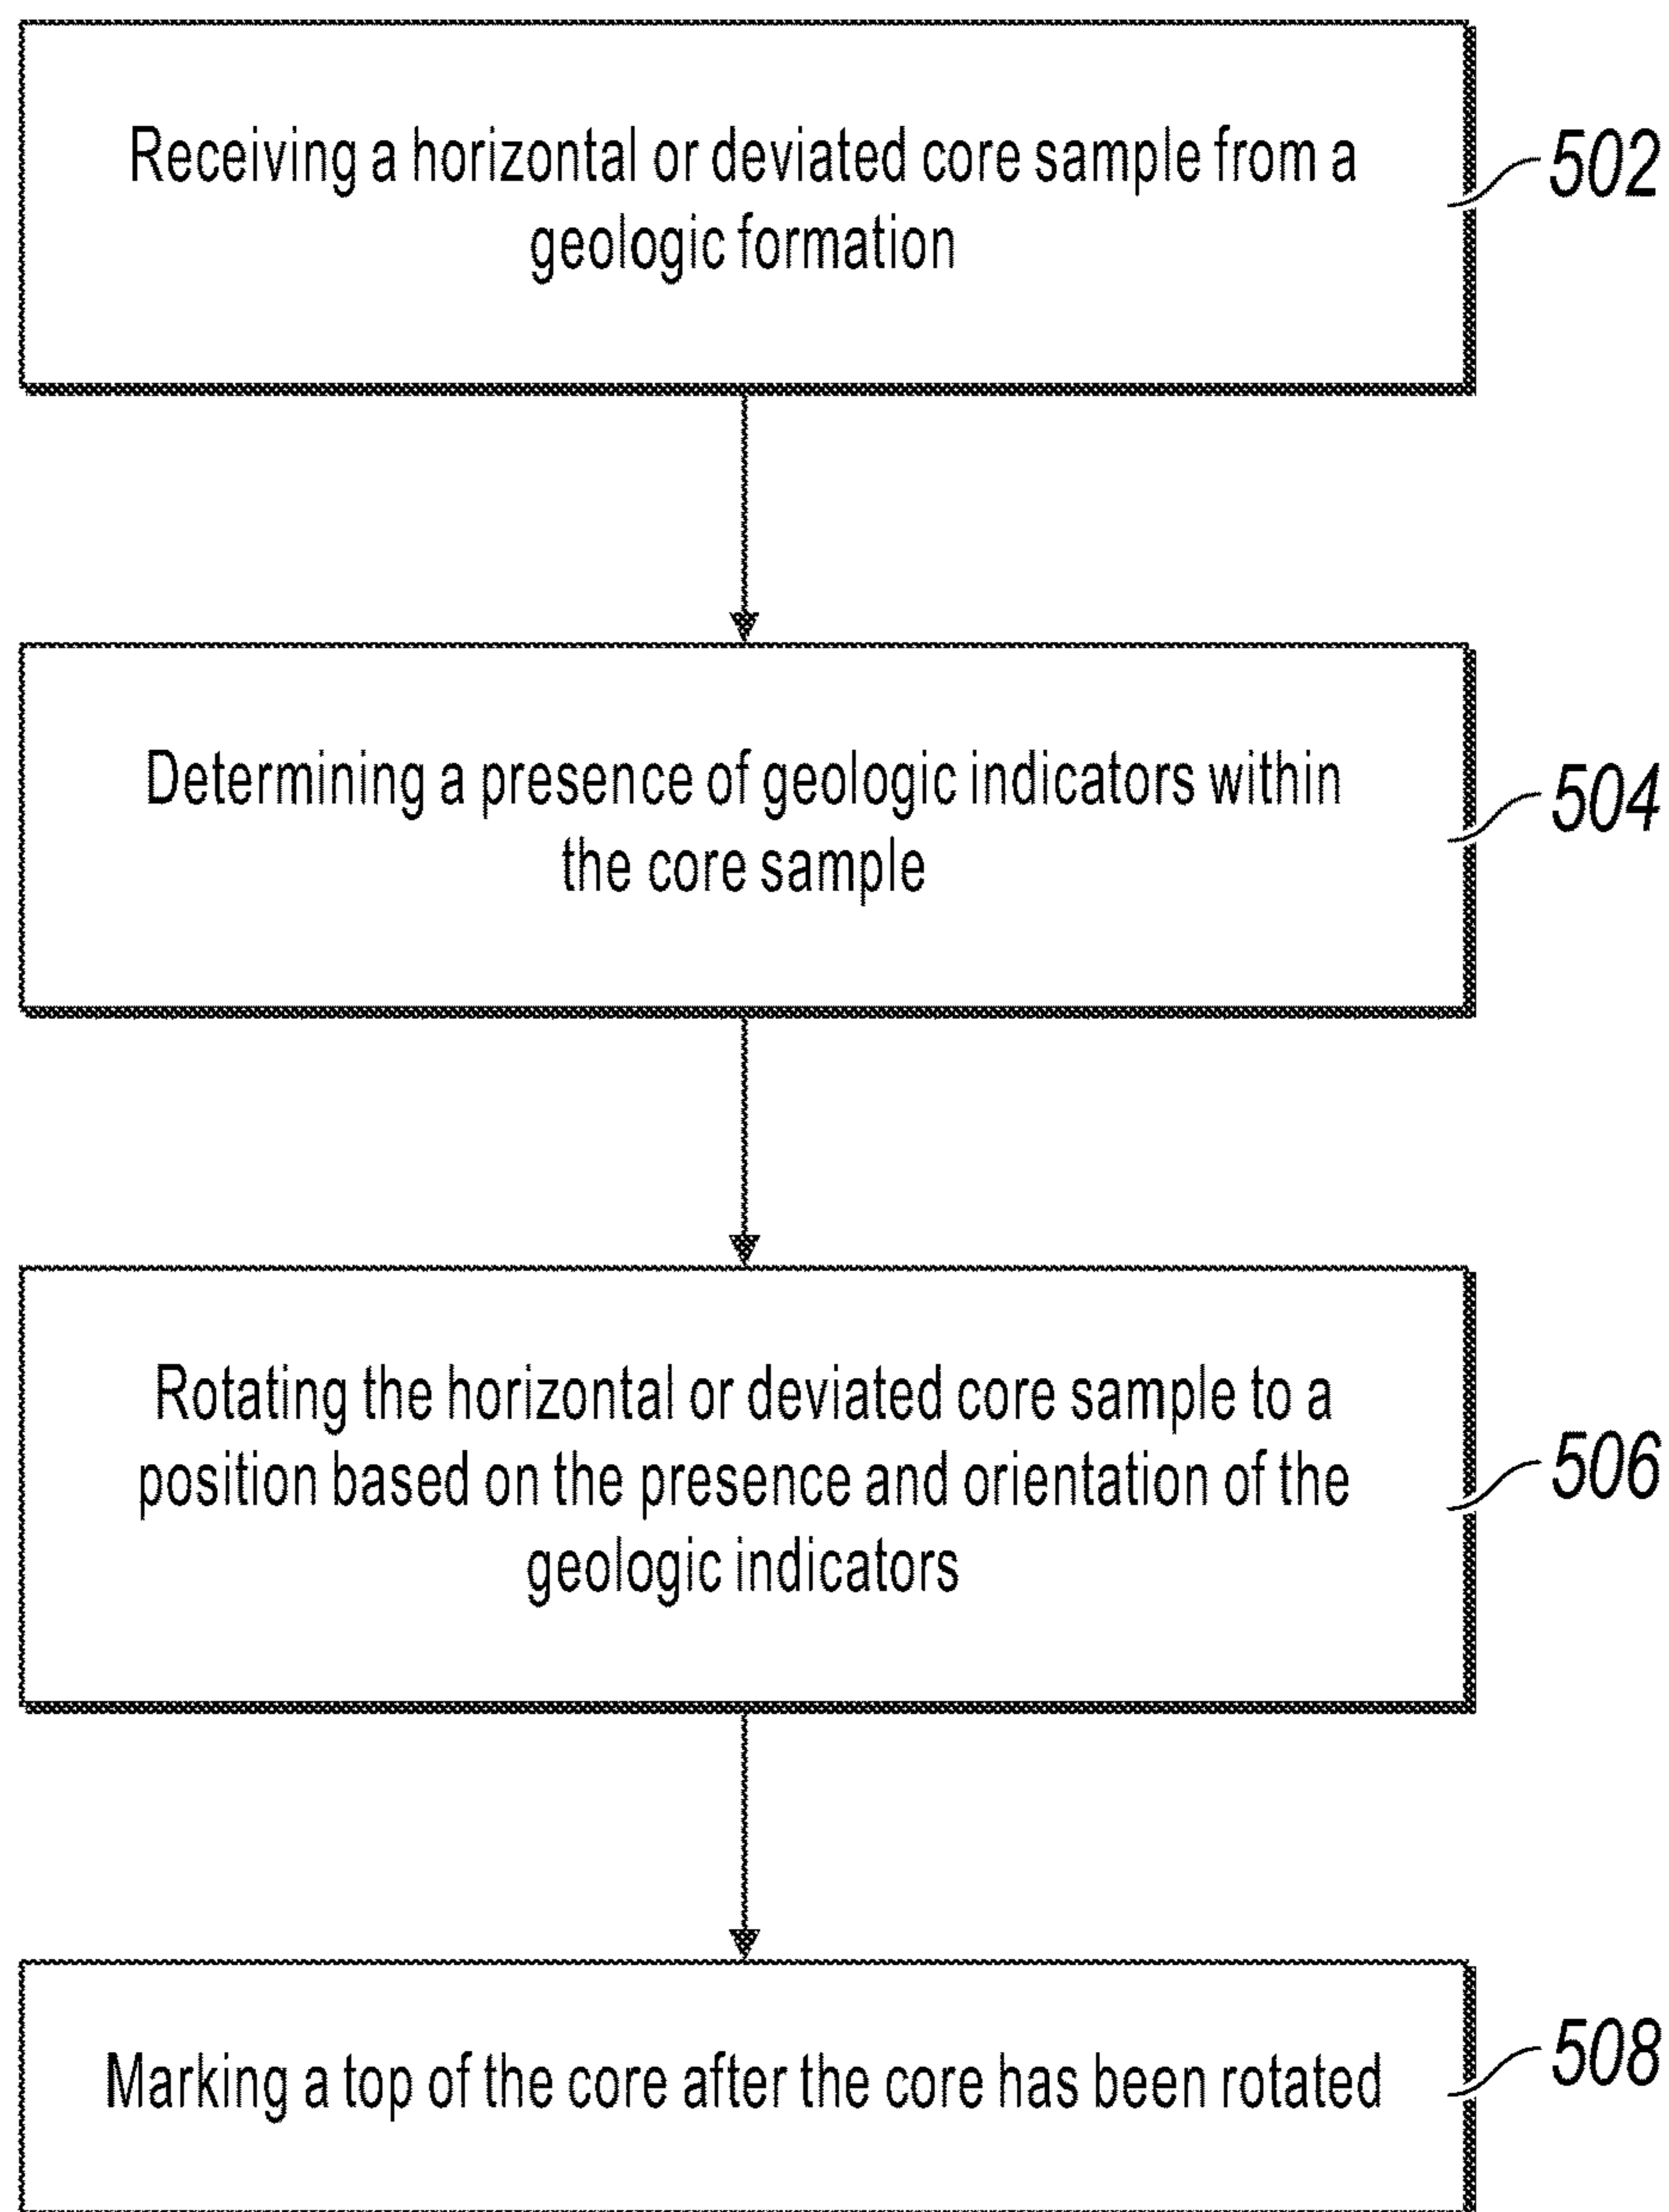 Receiving a horizontal or deviated core sample from a
geologic formation
502
Determining a presence of geologic indicators within
the core sample
504
Rotating the horizontal or deviated core sample to a
position based on the presence and orientation of the
geologic indicators
506
Marking a top of the core after the core has been rotated
508